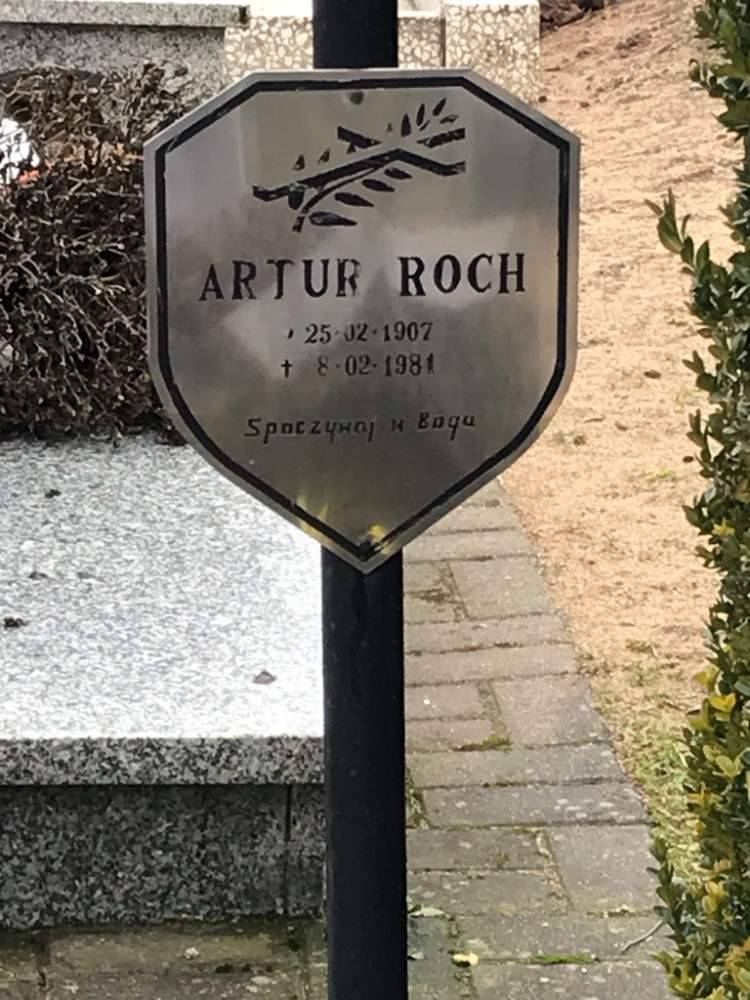 ARTUR ROCH
25·02·1907
† 8·02·1981
Spoczywaj w Bogu